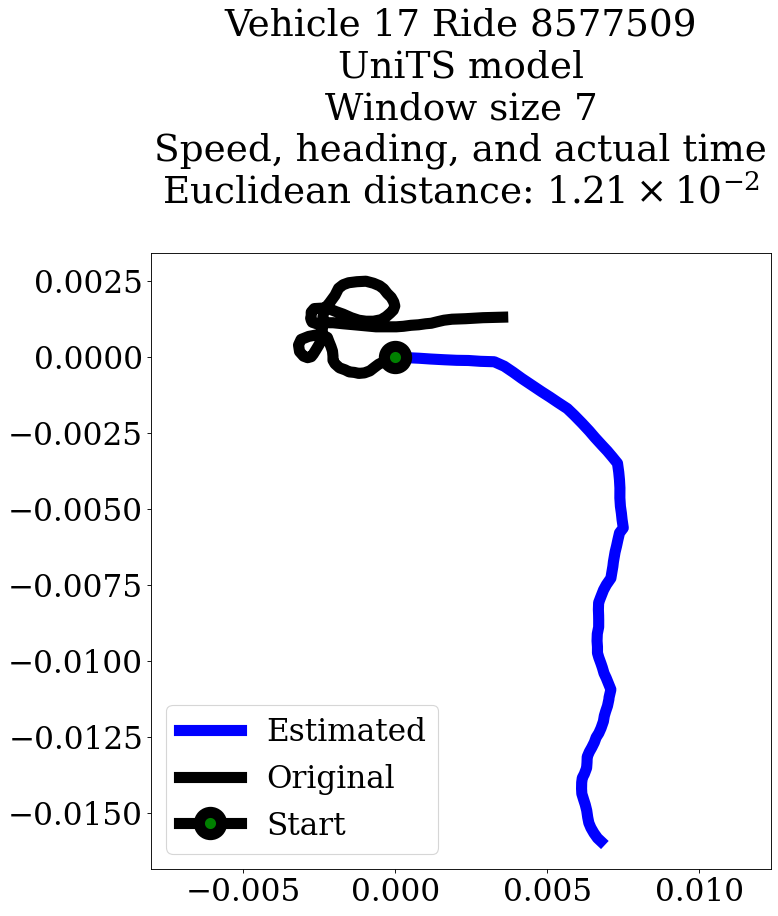 Vehicle 17 Ride 8577509
UniTS model
Window size 7
Speed, heading, and actual time
Euclidean distance: 1.21 × 10⁻²
0.0025
0.0000
−0.0025
−0.0050
−0.0075
−0.0100
−0.0125
−0.0150
Estimated
Original
Start
−0.005 0.000 0.005 0.010